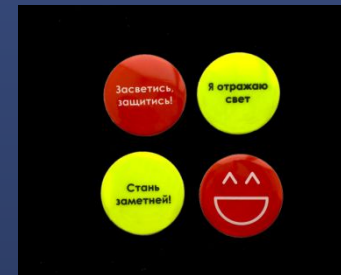 Засветись,
защитись!
Я отражаю
свет
Стань
заметней!